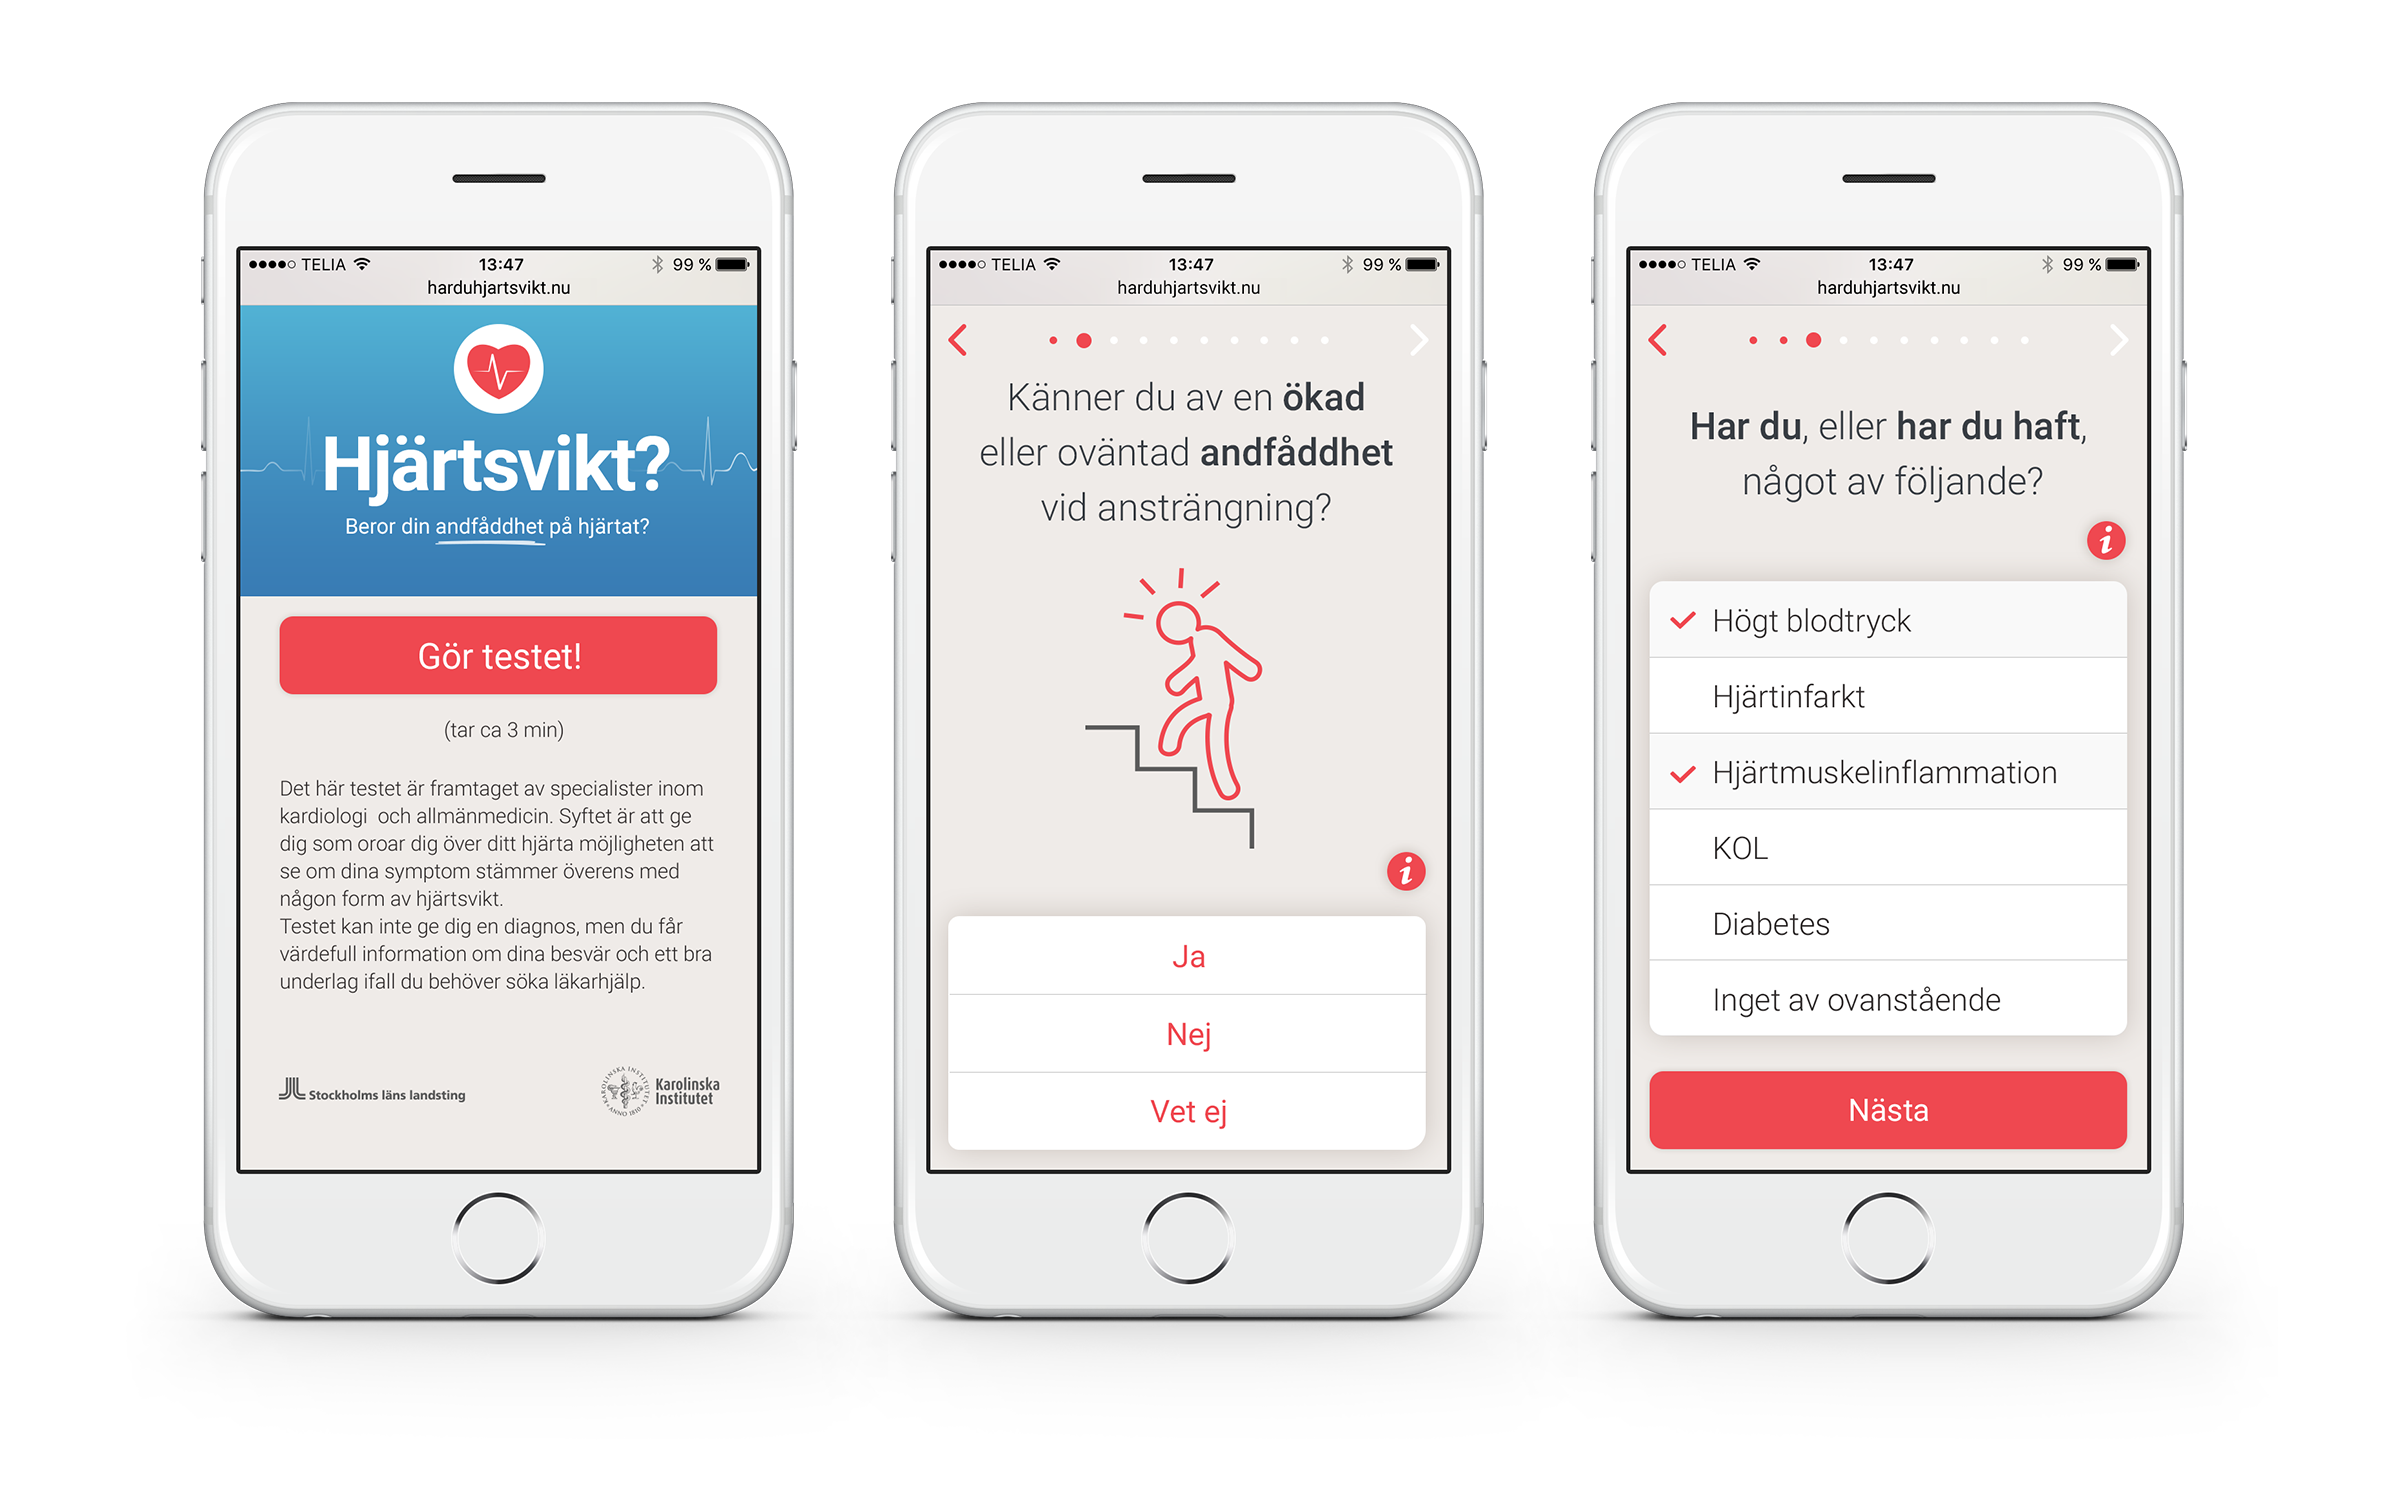 TELIA 13:47 99 %
harduhjartsvikt.nu
Hjärtsvikt?
Beror din andfåddhet på hjärtat?
Gör testet!
(tar ca 3 min)
Det här testet är framtaget av specialister inom
kardiologi och allmänmedicin. Syftet är att ge
dig som oroar dig över ditt hjärta möjligheten att
se om dina symptom stämmer överens med
någon form av hjärtsvikt.
Testet kan inte ge dig en diagnos, men du får
värdefull information om dina besvär och ett bra
underlag ifall du behöver söka läkarhjälp.
Stockholms läns landsting
KAROLINSKA INSTITUTET ANNO 1810
Karolinska
Institutet
TELIA 13:47 99 %
harduhjartsvikt.nu
Känner du av en ökad
eller oväntad andfåddhet
vid ansträngning?
i
Ja
Nej
Vet ej
TELIA 13:47 99 %
harduhjartsvikt.nu
Har du, eller har du haft,
något av följande?
i
Högt blodtryck
Hjärtinfarkt
Hjärtmuskelinflammation
KOL
Diabetes
Inget av ovanstående
Nästa